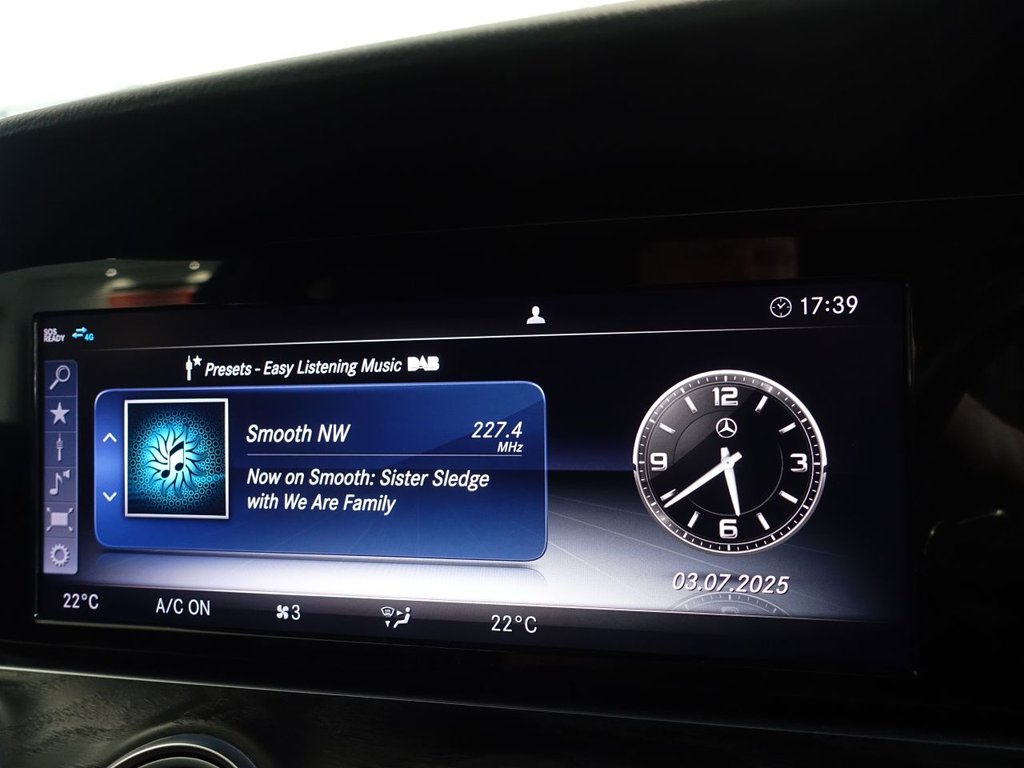 SOS
READY
4G
17:39
Presets - Easy Listening Music DAB
Smooth NW
227.4
MHz
Now on Smooth: Sister Sledge
with We Are Family
12
9
3
6
03.07.2025
22°C
A/C ON
3
22°C